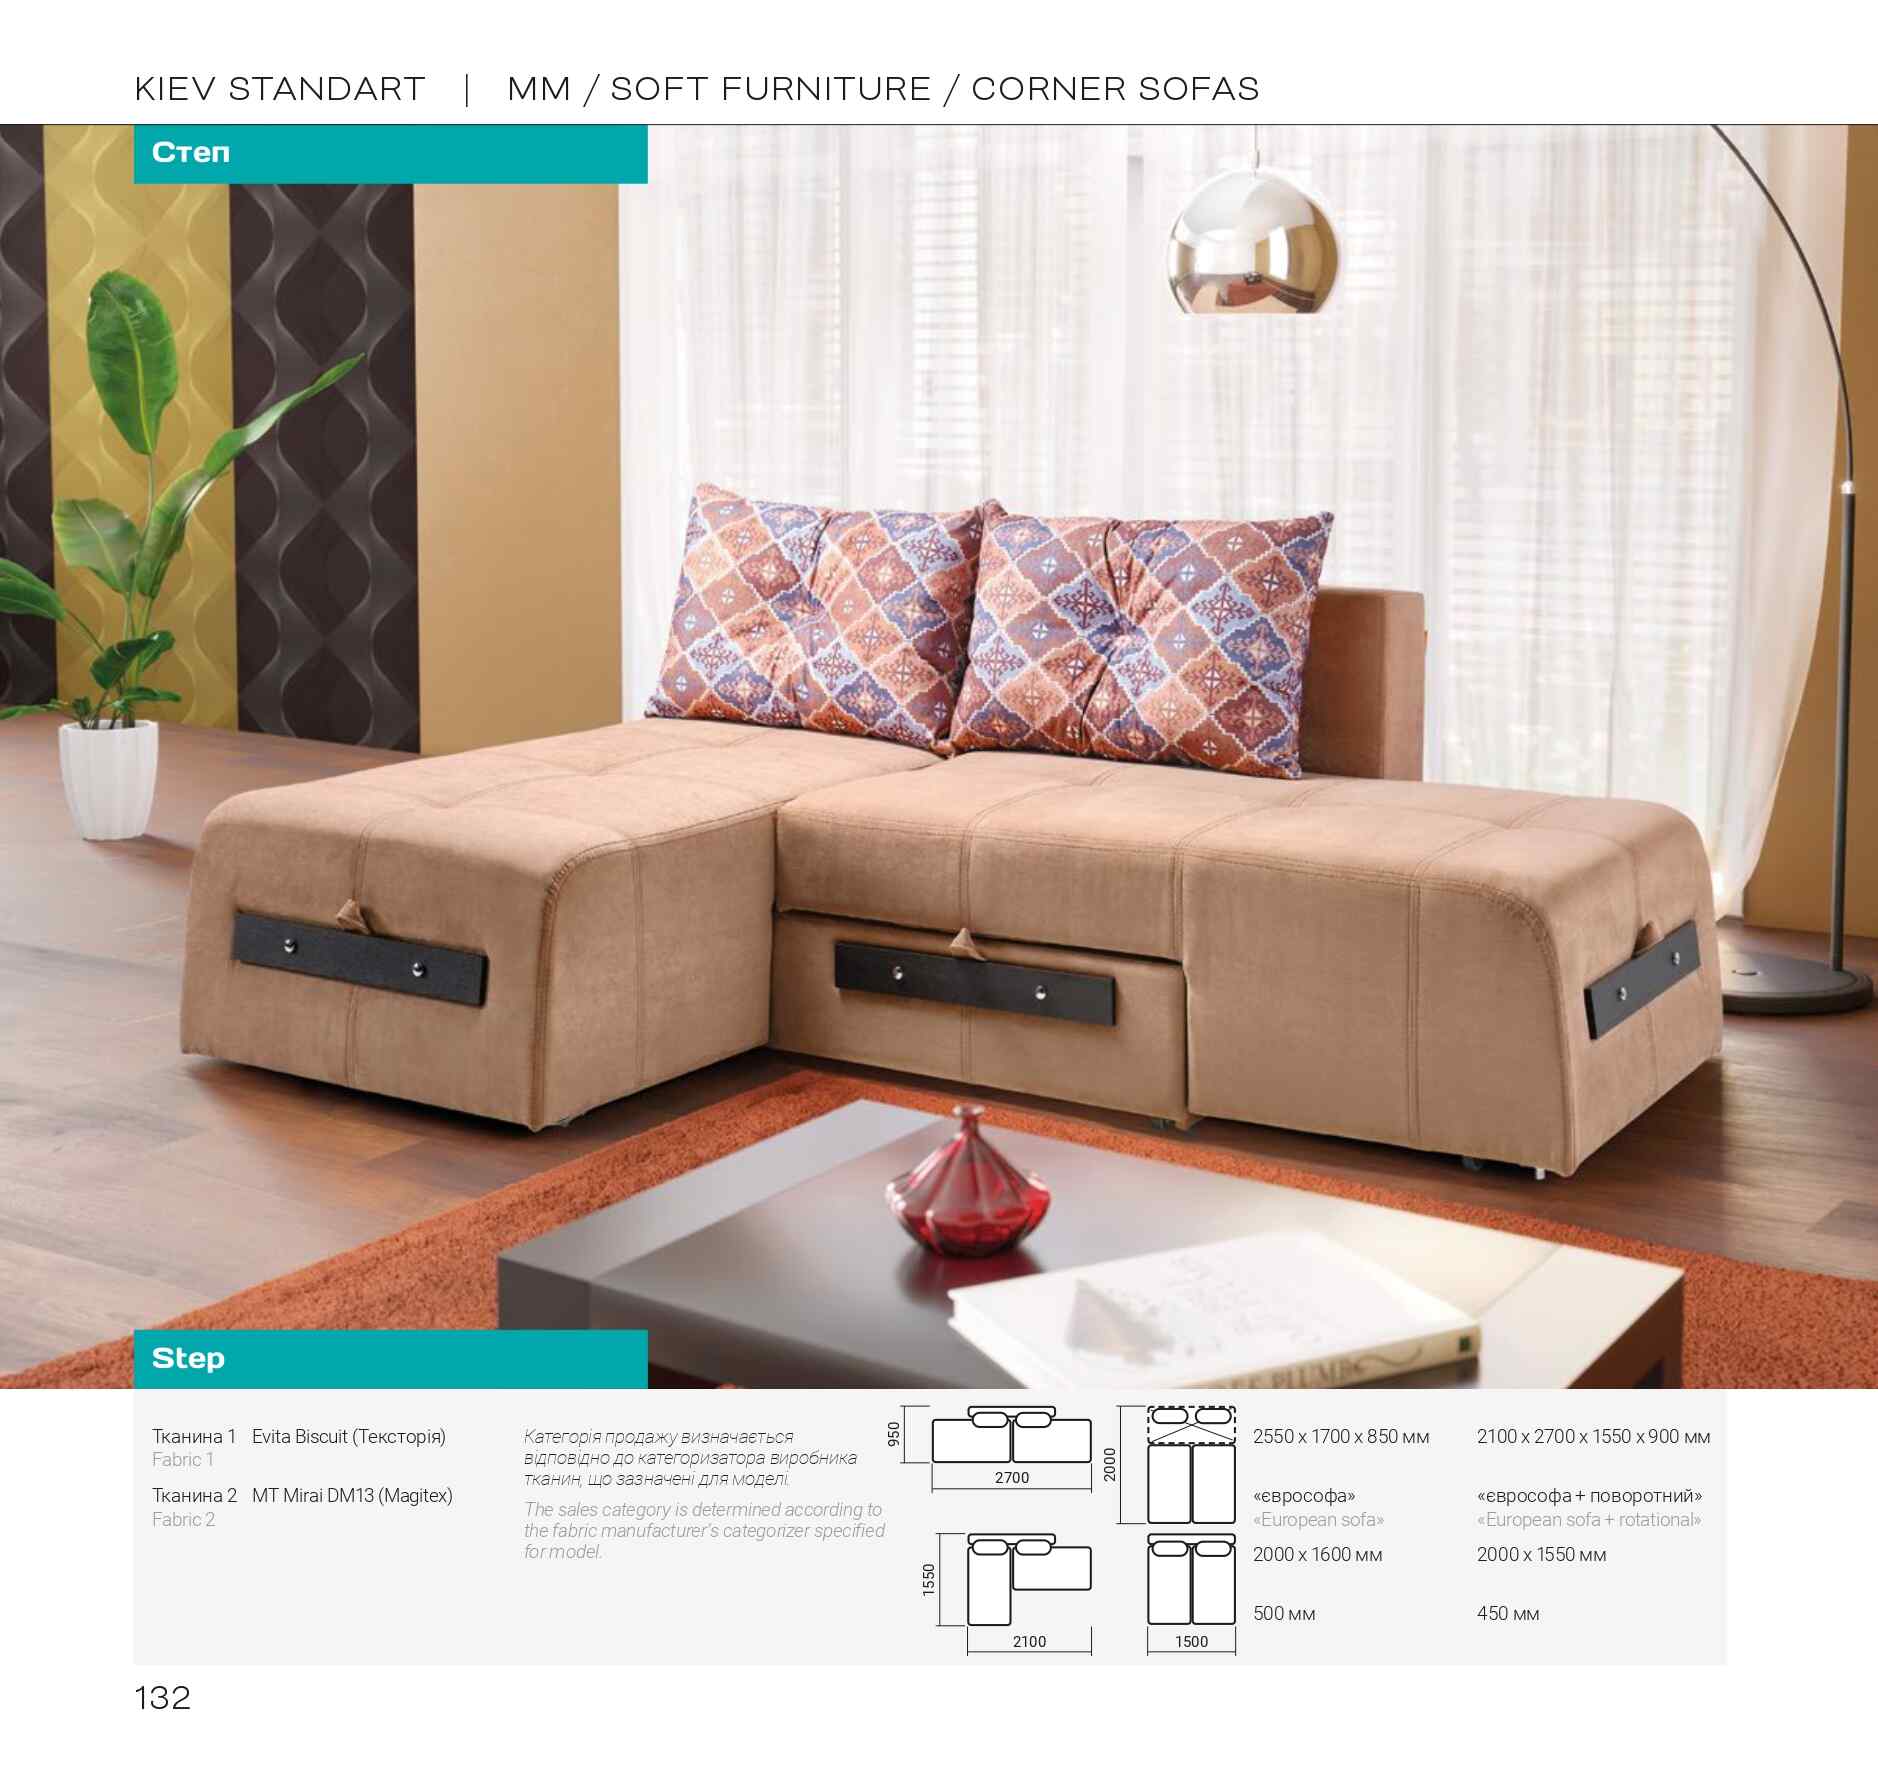 KIEV STANDART | MM / SOFT FURNITURE / CORNER SOFAS
Степ
Step
Тканина 1 Evita Biscuit (Тексторія)
Fabric 1
Тканина 2 MT Mirai DM13 (Magitex)
Fabric 2
Категорія продажу визначається
відповідно до категоризатора виробника
тканин, що зазначені для моделі.
The sales category is determined according to
the fabric manufacturer's categorizer specified
for model.
950
2700
2000
1550
2100
1500
2550 x 1700 x 850 мм
«єврософа»
«European sofa»
2000 x 1600 мм
500 мм
2100 x 2700 x 1550 x 900 мм
«єврософа + поворотний»
«European sofa + rotational»
2000 x 1550 мм
450 мм
132